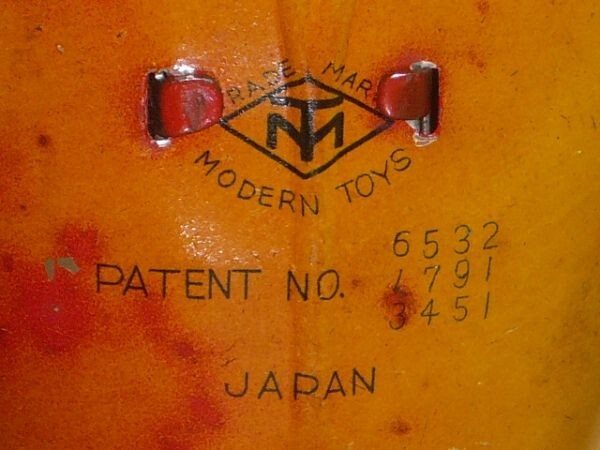 TRADE MARK
TM
MODERN TOYS
PATENT NO. 6532
1791
3451
JAPAN